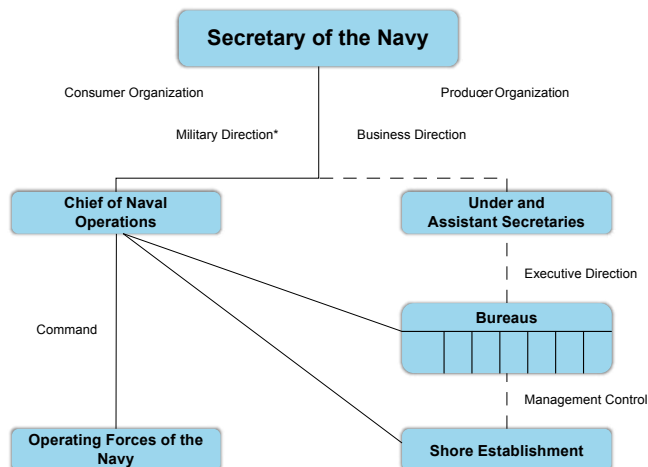 Secretary of the Navy
Consumer Organization
Producer Organization
Military Direction*
Business Direction
Chief of Naval
Operations
Under and
Assistant Secretaries
Executive Direction
Bureaus
Command
Management Control
Operating Forces of the
Navy
Shore Establishment